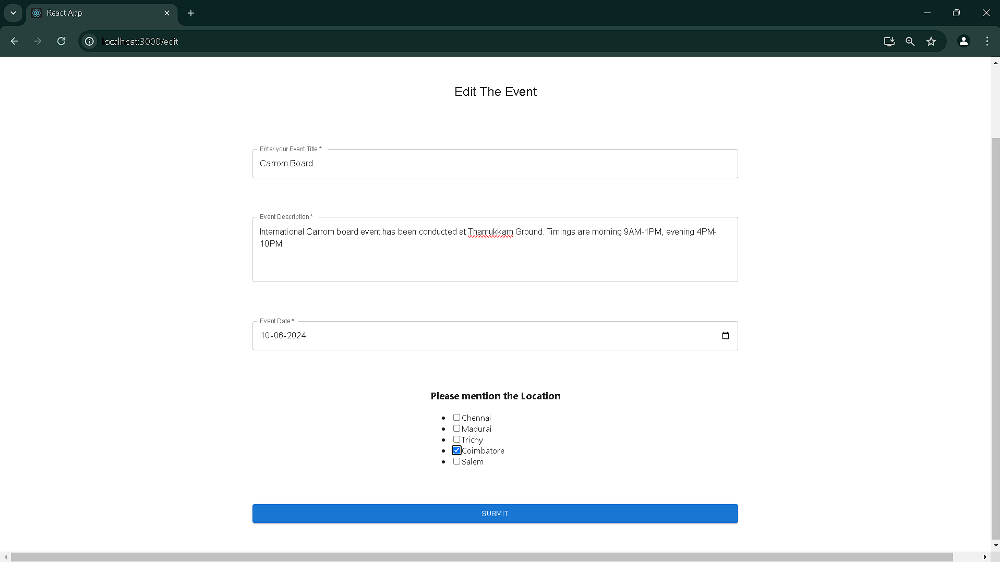 React App
localhost:3000/edit
Edit The Event
Enter your Event Title *
Carrom Board
Event Description *
International Carrom board event has been conducted at Thamukkam Ground. Timings are morning 9AM-1PM, evening 4PM-
10PM
Event Date *
10-06-2024
Please mention the Location
Chennai
Madurai
Trichy
Coimbatore
Salem
SUBMIT